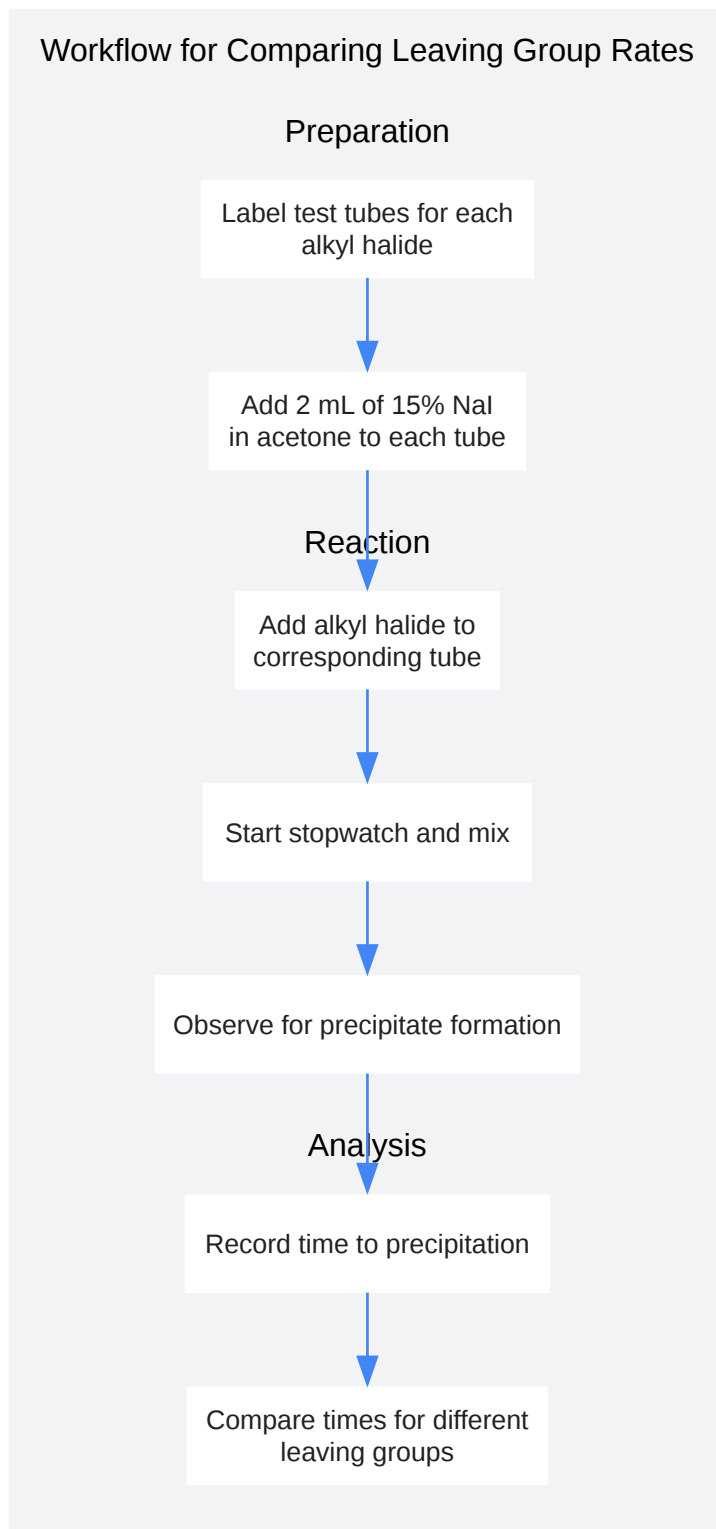 Workflow for Comparing Leaving Group Rates
Preparation
Label test tubes for each
alkyl halide
Add 2 mL of 15% NaI
in acetone to each tube
Reaction
Add alkyl halide to
corresponding tube
Start stopwatch and mix
Observe for precipitate formation
Analysis
Record time to precipitation
Compare times for different
leaving groups